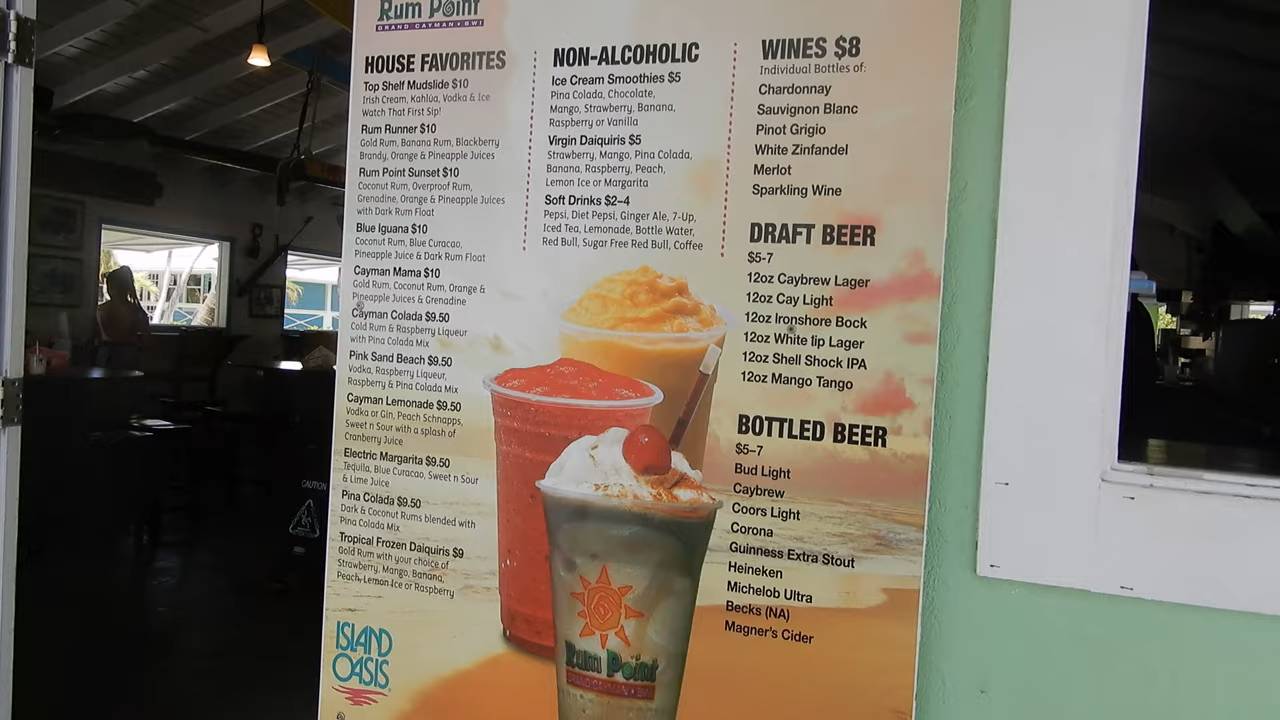 Rum Point
GRAND CAYMAN • BWI
HOUSE FAVORITES
Top Shelf Mudslide $10
Irish Cream, Kahlua, Vodka & Ice
Watch That First Sip!
Rum Runner $10
Gold Rum, Banana Rum, Blackberry
Brandy, Orange & Pineapple Juices
Rum Point Sunset $10
Coconut Rum, Overproof Rum,
Grenadine, Orange & Pineapple Juices
with Dark Rum Float
Blue Iguana $10
Coconut Rum, Blue Curacao,
Pineapple Juice & Dark Rum Float
Cayman Mama $10
Gold Rum, Coconut Rum, Orange &
Pineapple Juices & Grenadine
Cayman Colada $9.50
Cold Rum & Raspberry Liqueur
with Pina Colada Mix
Pink Sand Beach $9.50
Vodka, Raspberry Liqueur,
Raspberry & Pina Colada Mix
Cayman Lemonade $9.50
Vodka or Gin, Peach Schnapps,
Sweet n Sour with a splash of
Cranberry Juice
Electric Margarita $9.50
Tequila, Blue Curacao, Sweet n Sour
& Lime Juice
Pina Colada $9.50
Dark & Coconut Rums blended with
Pina Colada Mix
Tropical Frozen Daiquiris $9
Gold Rum with your choice of
Strawberry, Mango, Banana,
Peach, Lemon Ice or Raspberry
ISLAND
OASIS
NON-ALCOHOLIC
Ice Cream Smoothies $5
Pina Colada, Chocolate,
Mango, Strawberry, Banana,
Raspberry or Vanilla
Virgin Daiquiris $5
Strawberry, Mango, Pina Colada,
Banana, Raspberry, Peach,
Lemon Ice or Margarita
Soft Drinks $2–4
Pepsi, Diet Pepsi, Ginger Ale, 7-Up,
Iced Tea, Lemonade, Bottle Water,
Red Bull, Sugar Free Red Bull, Coffee
WINES $8
Individual Bottles of:
Chardonnay
Sauvignon Blanc
Pinot Grigio
White Zinfandel
Merlot
Sparkling Wine
DRAFT BEER
$5-7
12oz Caybrew Lager
12oz Cay Light
12oz Ironshore Bock
12oz White tip Lager
12oz Shell Shock IPA
12oz Mango Tango
BOTTLED BEER
$5–7
Bud Light
Caybrew
Coors Light
Corona
Guinness Extra Stout
Heineken
Michelob Ultra
Becks (NA)
Magner's Cider
Rum Point
GRAND CAYMAN • BWI
CAUTION